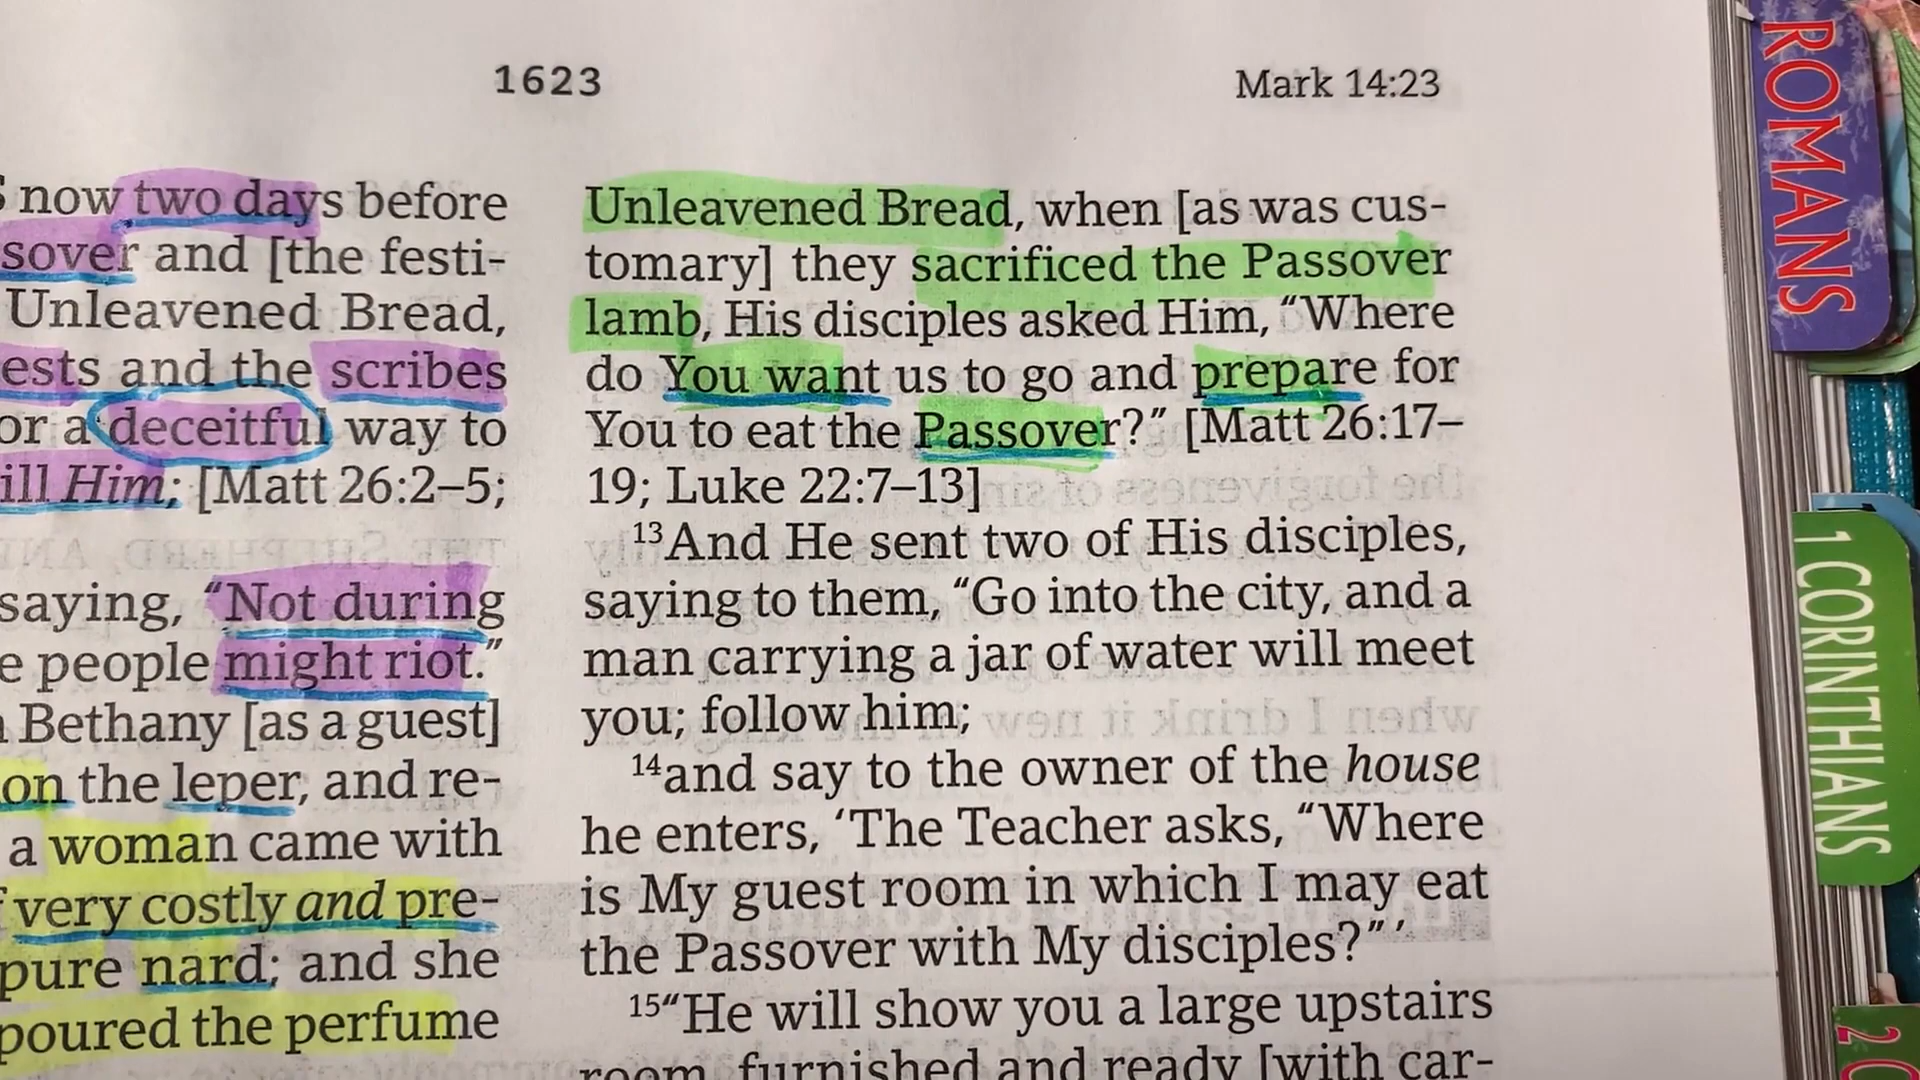 1623
Mark 14:23
now two days before
sover and [the festi-
Unleavened Bread,
ests and the scribes
or a deceitful way to
ill Him; [Matt 26:2–5;
saying, “Not during
e people might riot.”
Bethany [as a guest]
on the leper, and re-
a woman came with
very costly and pre-
pure nard; and she
poured the perfume
Unleavened Bread, when [as was cus-
tomary] they sacrificed the Passover
lamb, His disciples asked Him, “Where
do You want us to go and prepare for
You to eat the Passover?” [Matt 26:17–
19; Luke 22:7–13]
13And He sent two of His disciples,
saying to them, “Go into the city, and a
man carrying a jar of water will meet
you; follow him;
14and say to the owner of the house
he enters, ‘The Teacher asks, “Where
is My guest room in which I may eat
the Passover with My disciples?”’
15“He will show you a large upstairs
room, furnished and ready [with car-
ROMANS
1 CORINTHIANS
2 C